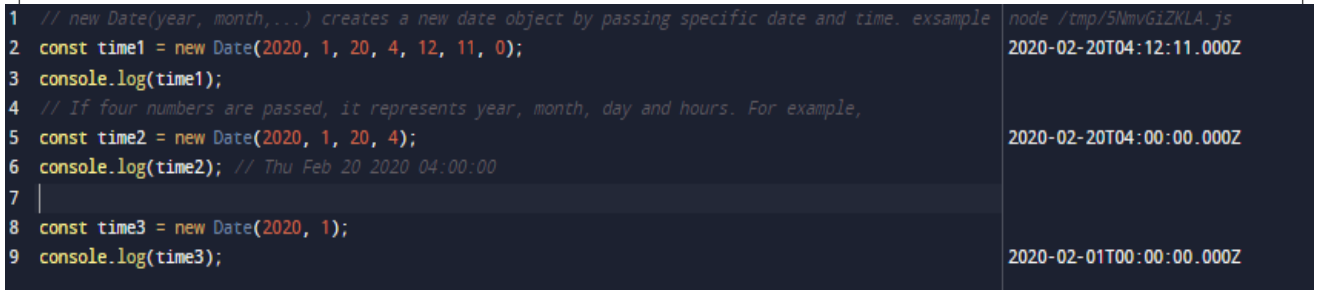 1 // new Date(year, month,...) creates a new date object by passing specific date and time. exsample
node /tmp/5NmvGiZKLA.js
2 const time1 = new Date(2020, 1, 20, 4, 12, 11, 0);
2020-02-20T04:12:11.000Z
3 console.log(time1);
4 // If four numbers are passed, it represents year, month, day and hours. For example,
5 const time2 = new Date(2020, 1, 20, 4);
2020-02-20T04:00:00.000Z
6 console.log(time2); // Thu Feb 20 2020 04:00:00
7
8 const time3 = new Date(2020, 1);
9 console.log(time3);
2020-02-01T00:00:00.000Z